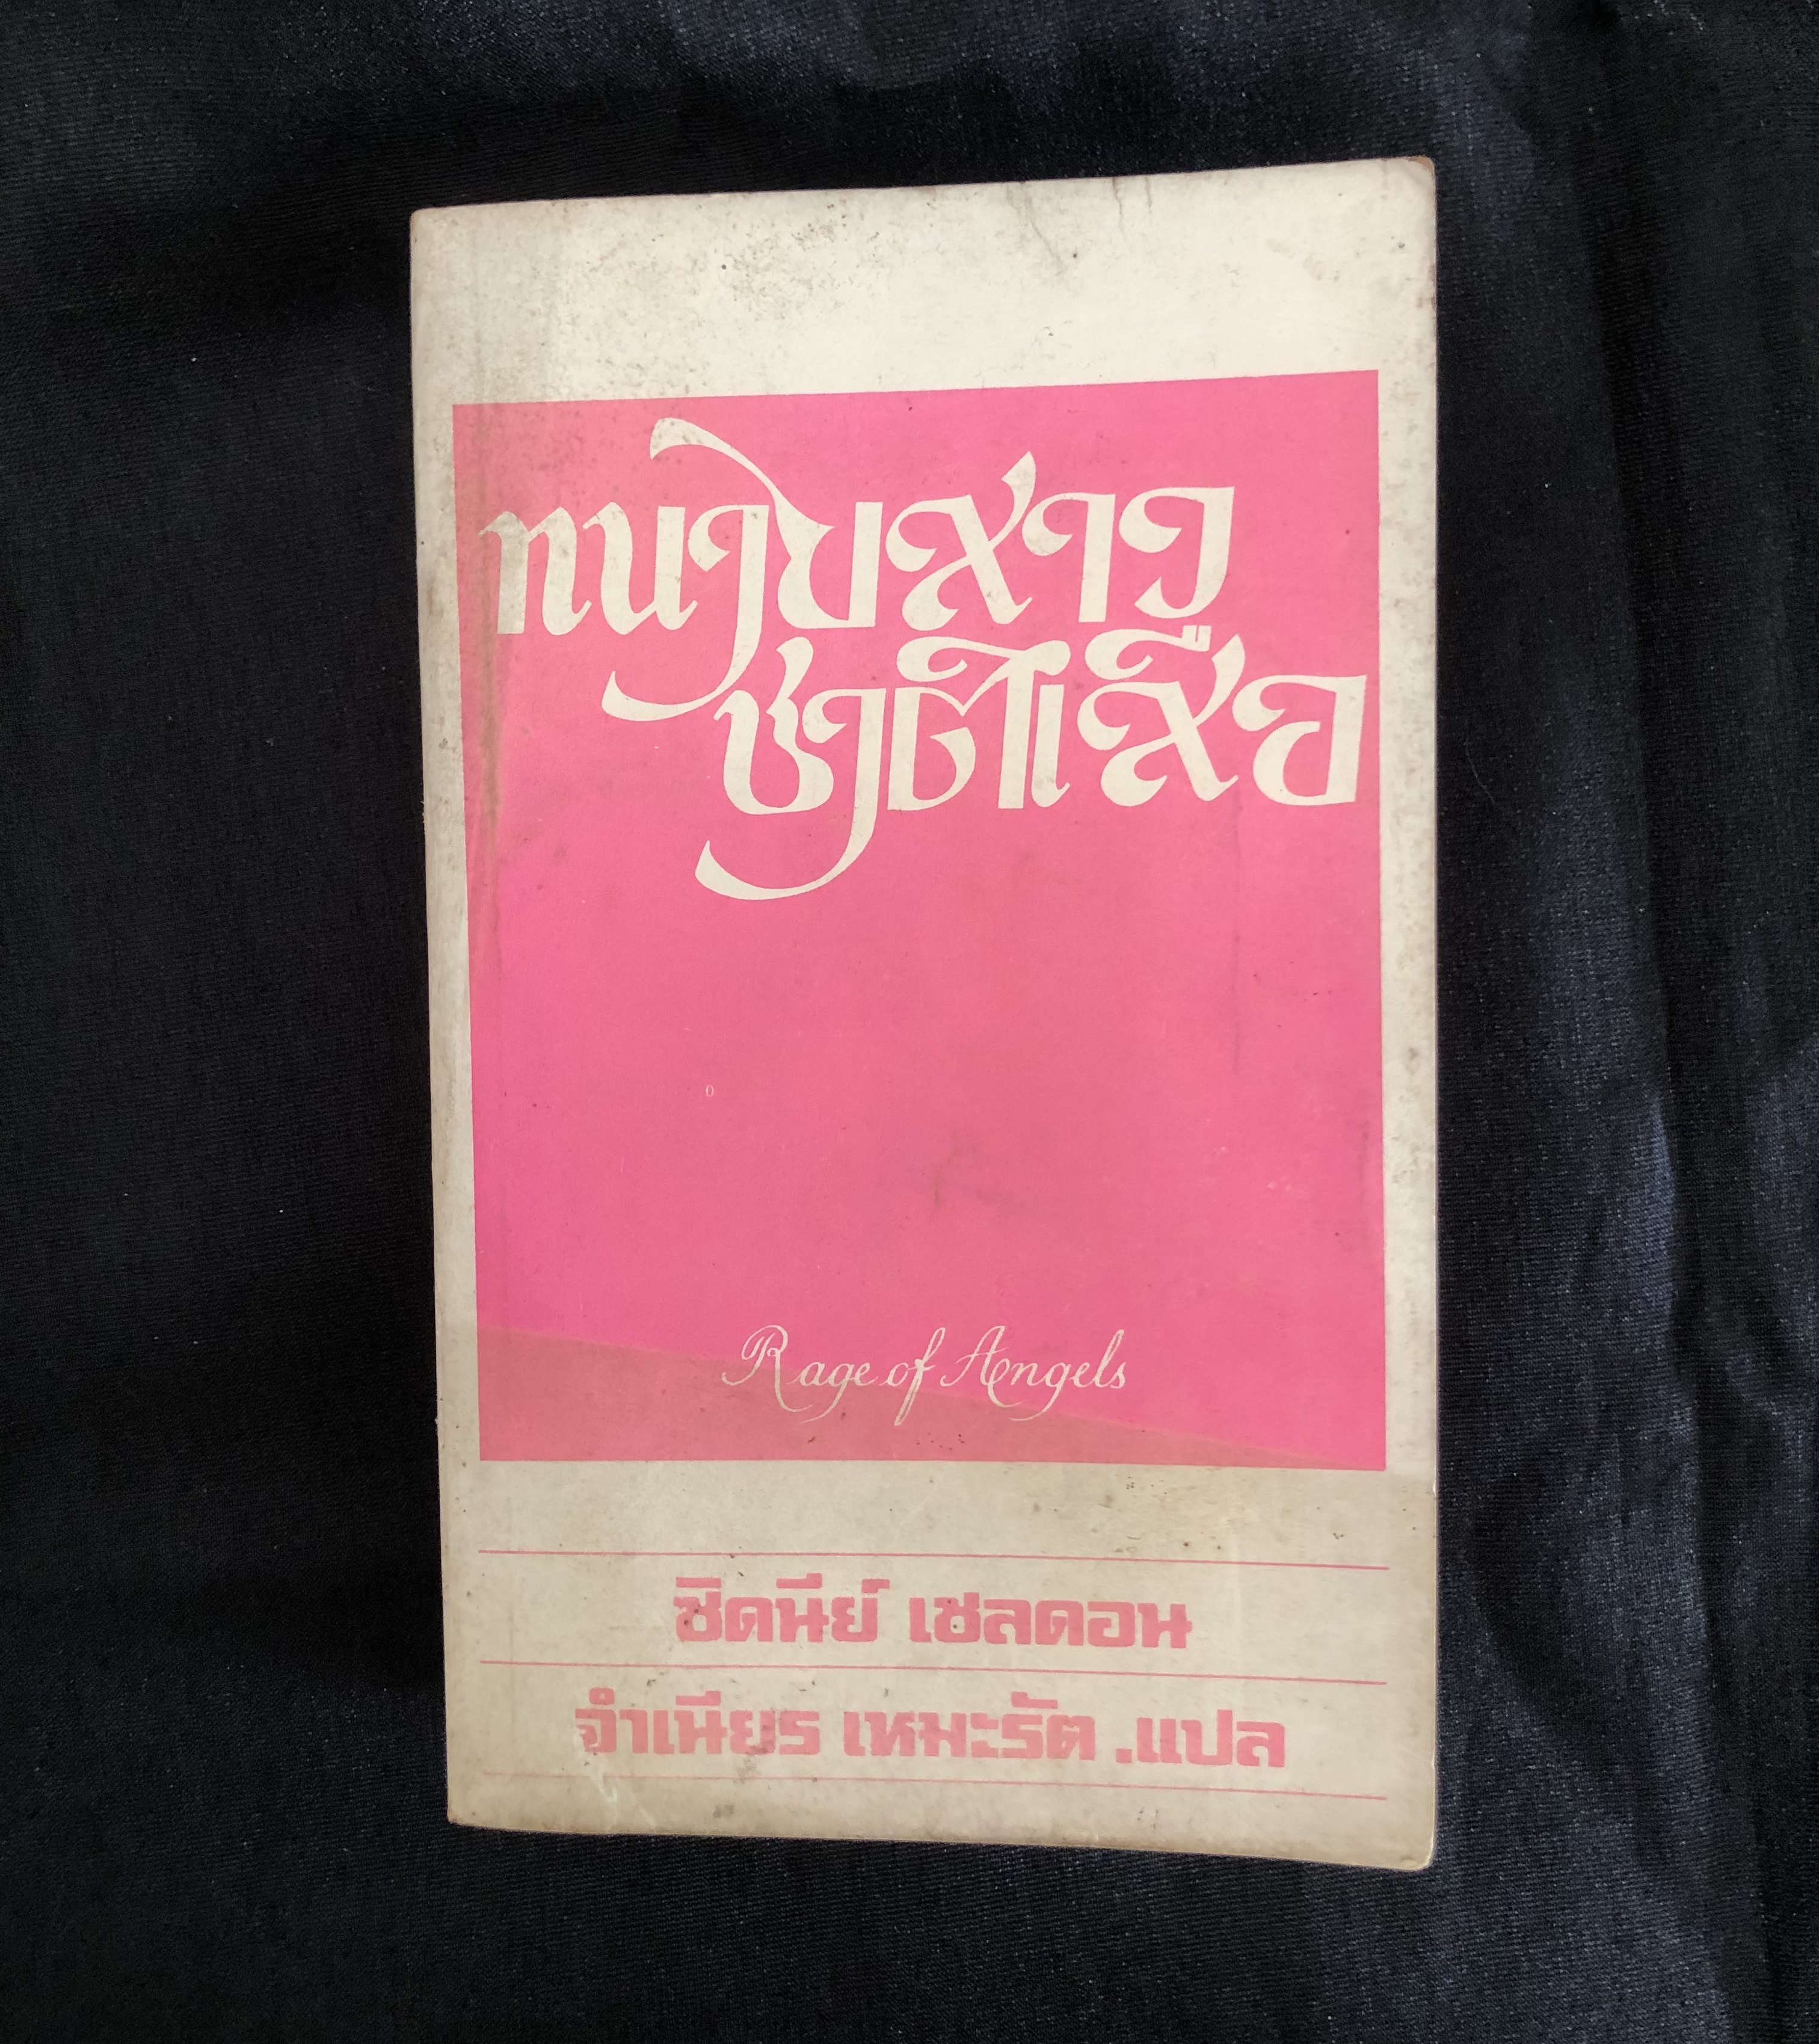 ทนายสาว
ชาติเสือ
Rage of Angels
ซิดนีย์ เชลดอน
จำเนียร เหมะรัต .แปล